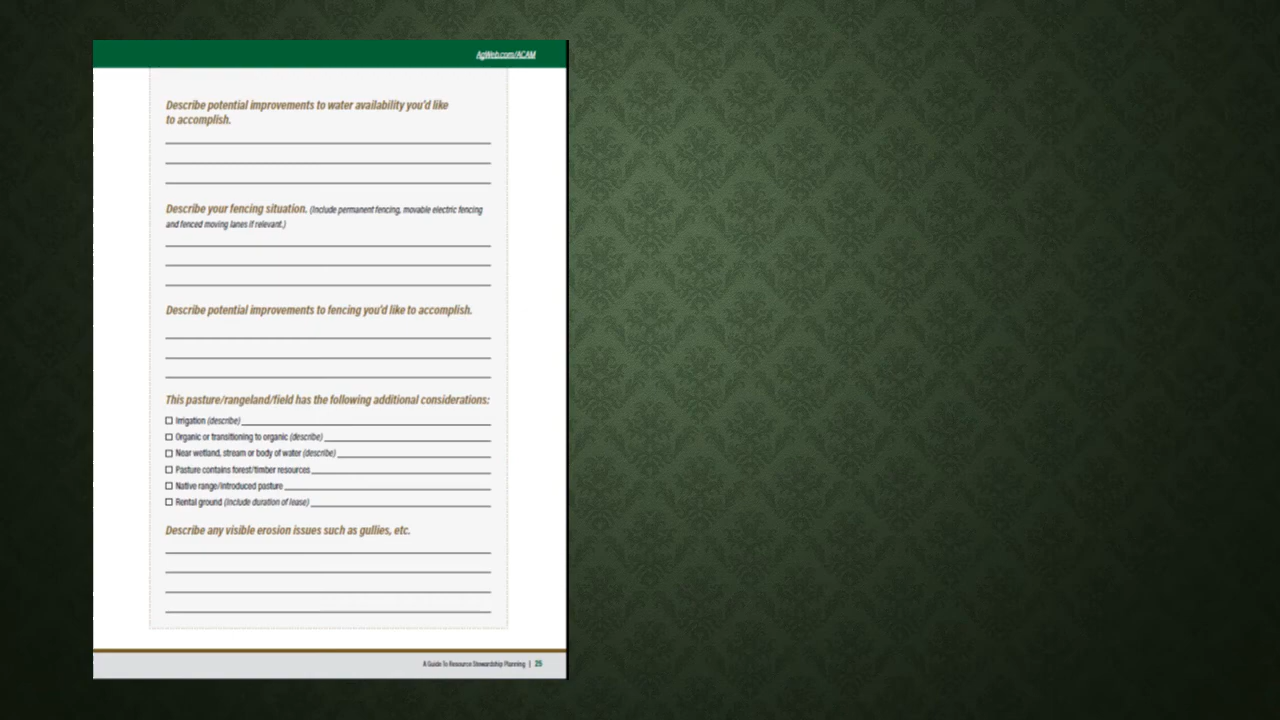 AgWeb.com/ACAM
Describe potential improvements to water availability you'd like
to accomplish.
Describe your fencing situation. (Include permanent fencing, movable electric fencing
and fenced moving lanes if relevant.)
Describe potential improvements to fencing you'd like to accomplish.
This pasture/rangeland/field has the following additional considerations:
Irrigation (describe)
Organic or transitioning to organic (describe)
Near wetland, stream or body of water (describe)
Pasture contains forest/timber resources
Native range/introduced pasture
Rental ground (include duration of lease)
Describe any visible erosion issues such as gullies, etc.
A Guide To Resource Stewardship Planning | 25